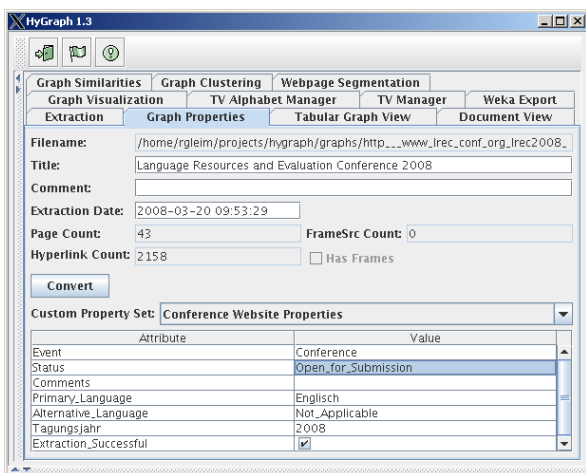 HyGraph 1.3
Graph Similarities Graph Clustering Webpage Segmentation
Graph Visualization TV Alphabet Manager TV Manager Weka Export
Extraction Graph Properties Tabular Graph View Document View
Filename: /home/rgleim/projects/hygraph/graphs/http___www_lrec_conf_org_lrec2008_
Title: Language Resources and Evaluation Conference 2008
Comment:
Extraction Date: 2008-03-20 09:53:29
Page Count: 43 FrameSrc Count: 0
Hyperlink Count: 2158 Has Frames
Convert
Custom Property Set: Conference Website Properties
Attribute Value
Event Conference
Status Open_for_Submission
Comments
Primary_Language Englisch
Alternative_Language Not_Applicable
Tagungsjahr 2008
Extraction_Successful